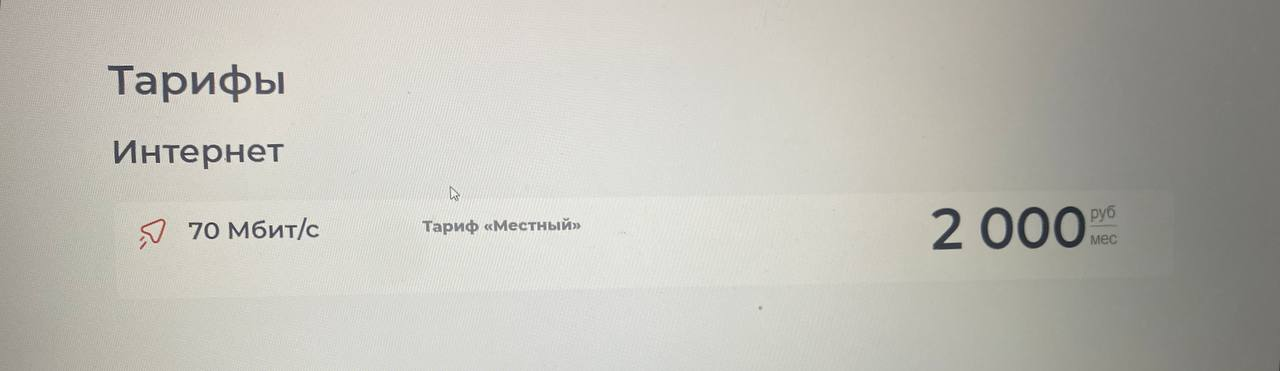 Тарифы
Интернет
70 Мбит/с Тариф «Местный» 2 000 руб
мес